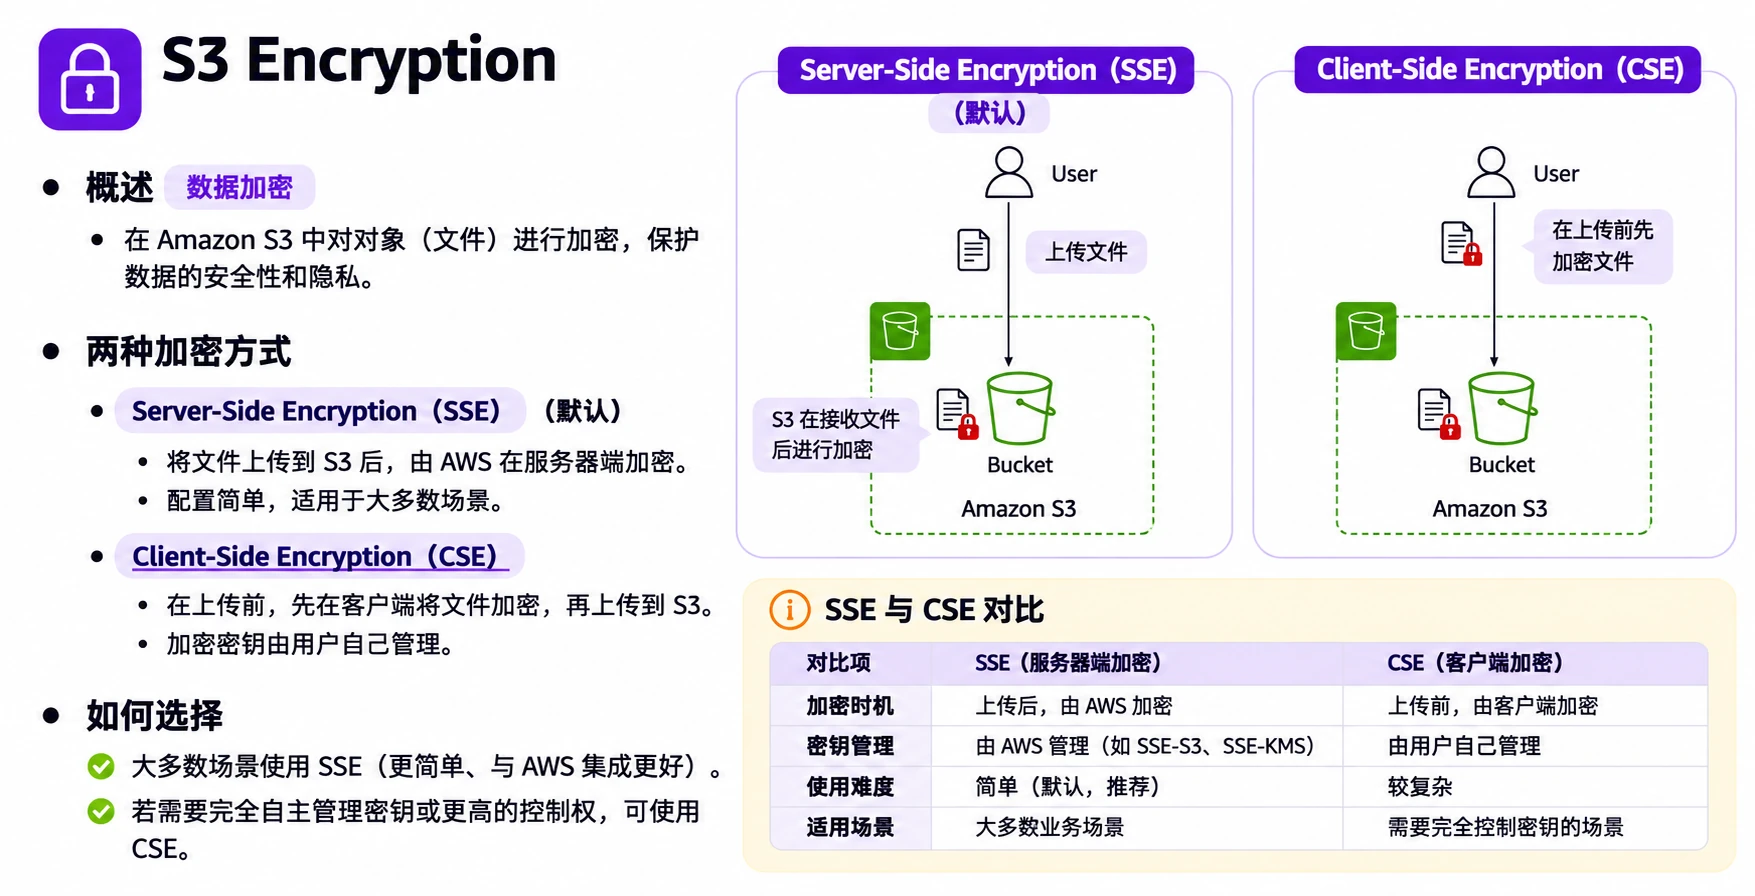 S3 Encryption
概述 数据加密
在 Amazon S3 中对对象（文件）进行加密，保护
数据的安全性和隐私。
两种加密方式
Server-Side Encryption（SSE）（默认）
将文件上传到 S3 后，由 AWS 在服务器端加密。
配置简单，适用于大多数场景。
Client-Side Encryption（CSE）
在上传前，先在客户端将文件加密，再上传到 S3。
加密密钥由用户自己管理。
如何选择
大多数场景使用 SSE（更简单、与 AWS 集成更好）。
若需要完全自主管理密钥或更高的控制权，可使用
CSE。
Server-Side Encryption（SSE）
（默认）
User
上传文件
S3 在接收文件
后进行加密
Bucket
Amazon S3
Client-Side Encryption（CSE）
User
在上传前先
加密文件
Bucket
Amazon S3
SSE 与 CSE 对比
对比项 SSE（服务器端加密） CSE（客户端加密）
加密时机 上传后，由 AWS 加密 上传前，由客户端加密
密钥管理 由 AWS 管理（如 SSE-S3、SSE-KMS） 由用户自己管理
使用难度 简单（默认，推荐） 较复杂
适用场景 大多数业务场景 需要完全控制密钥的场景